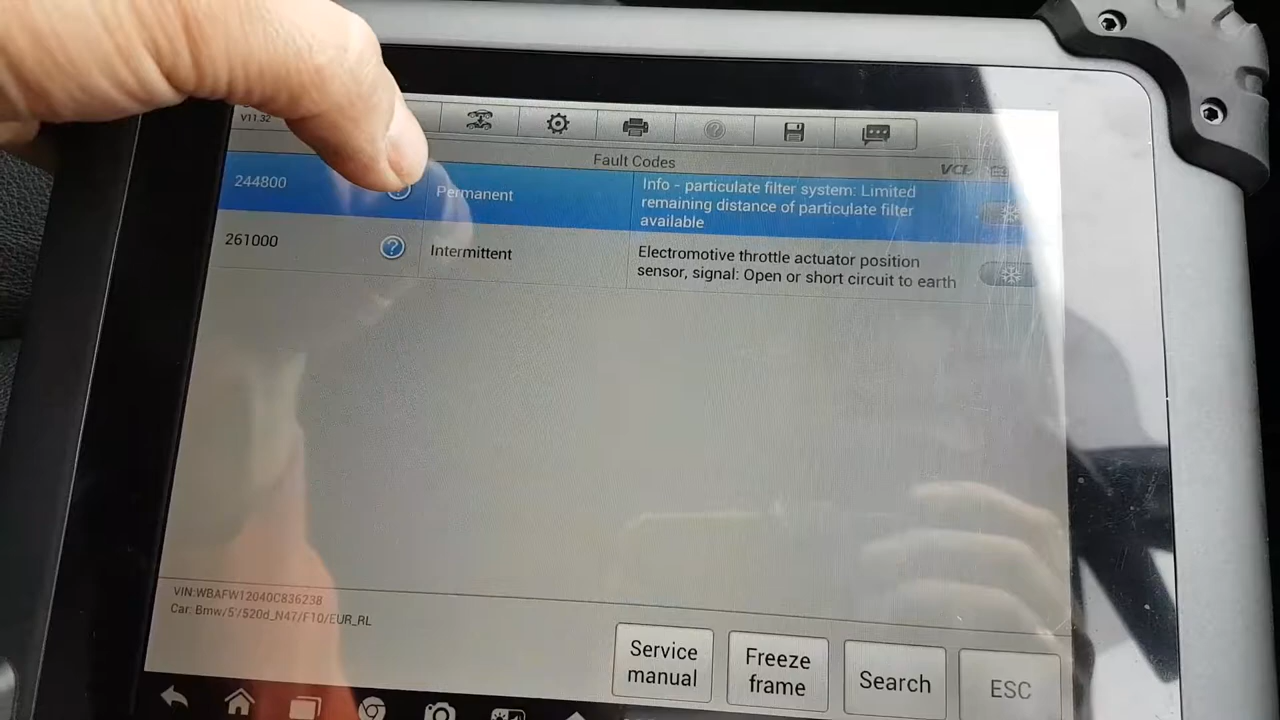 V11.32
Fault Codes
VCI
244800
Permanent
Info - particulate filter system: Limited
remaining distance of particulate filter
available
261000
Intermittent
Electromotive throttle actuator position
sensor, signal: Open or short circuit to earth
VIN:WBAFW12040C836238
Car: Bmw/5'/520d_N47/F10/EUR_RL
Service
manual
Freeze
frame
Search
ESC